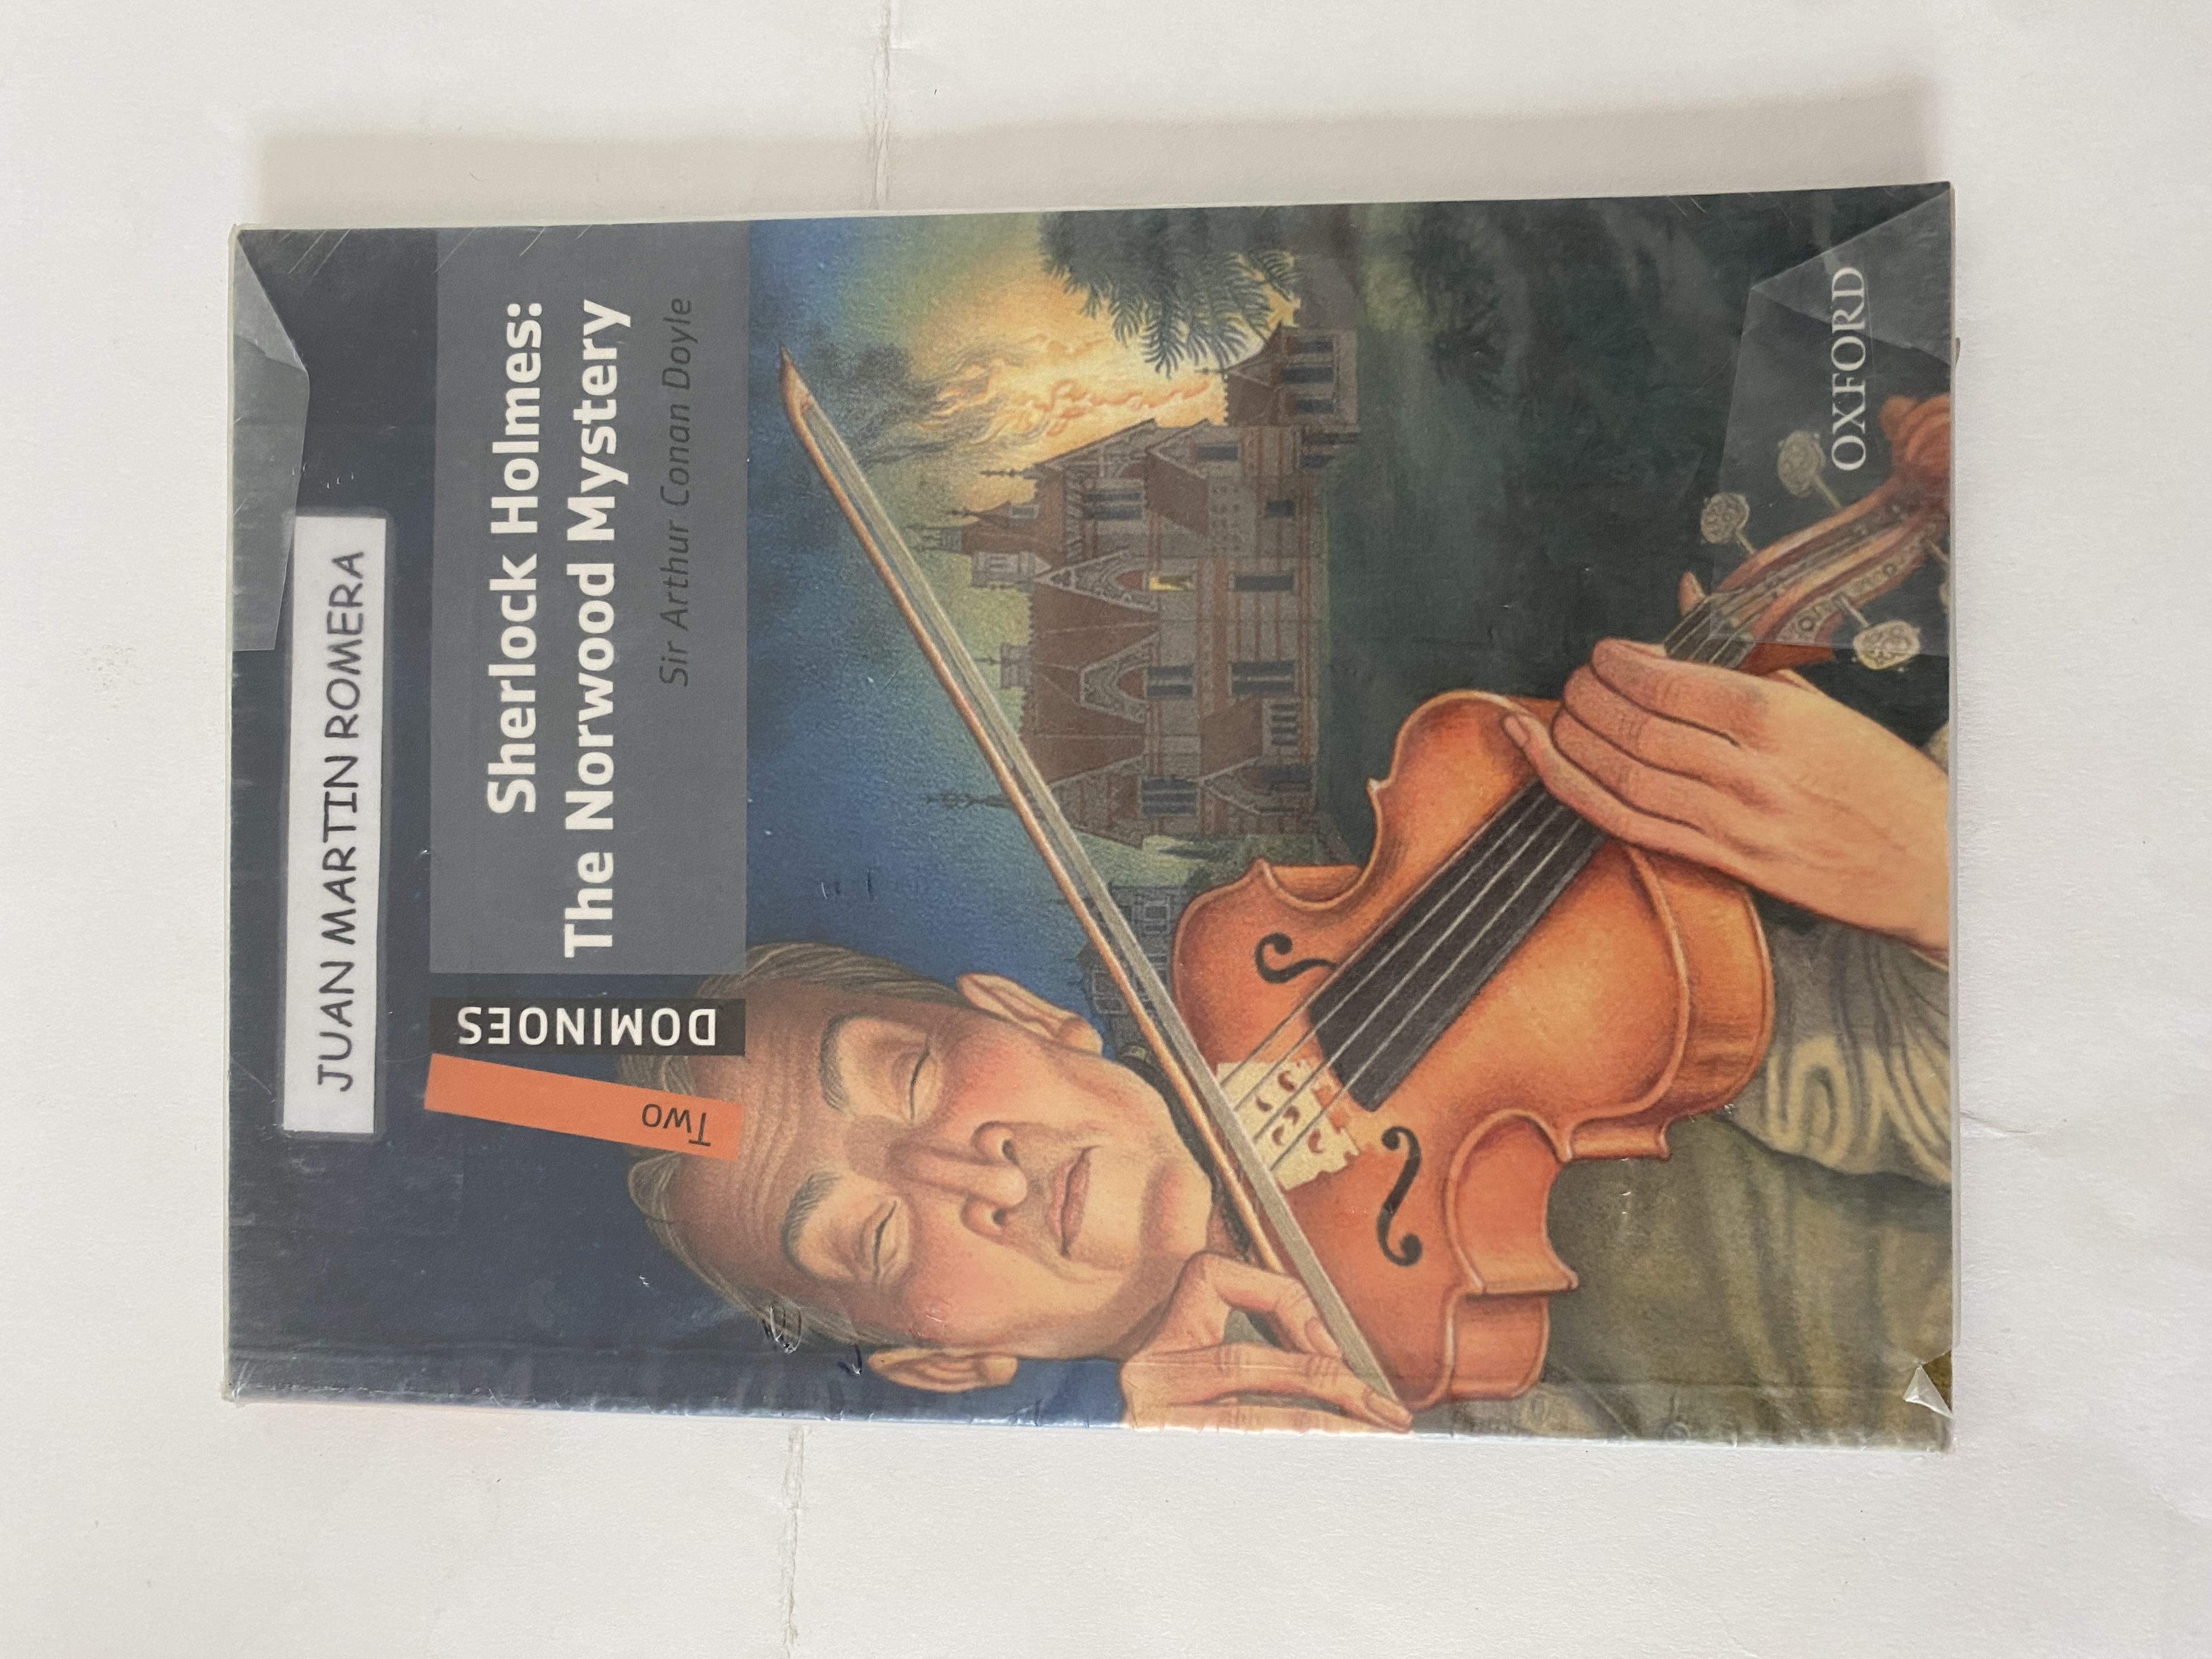 JUAN MARTIN ROMERA
Two
DOMINOES
Sherlock Holmes:
The Norwood Mystery
Sir Arthur Conan Doyle
OXFORD